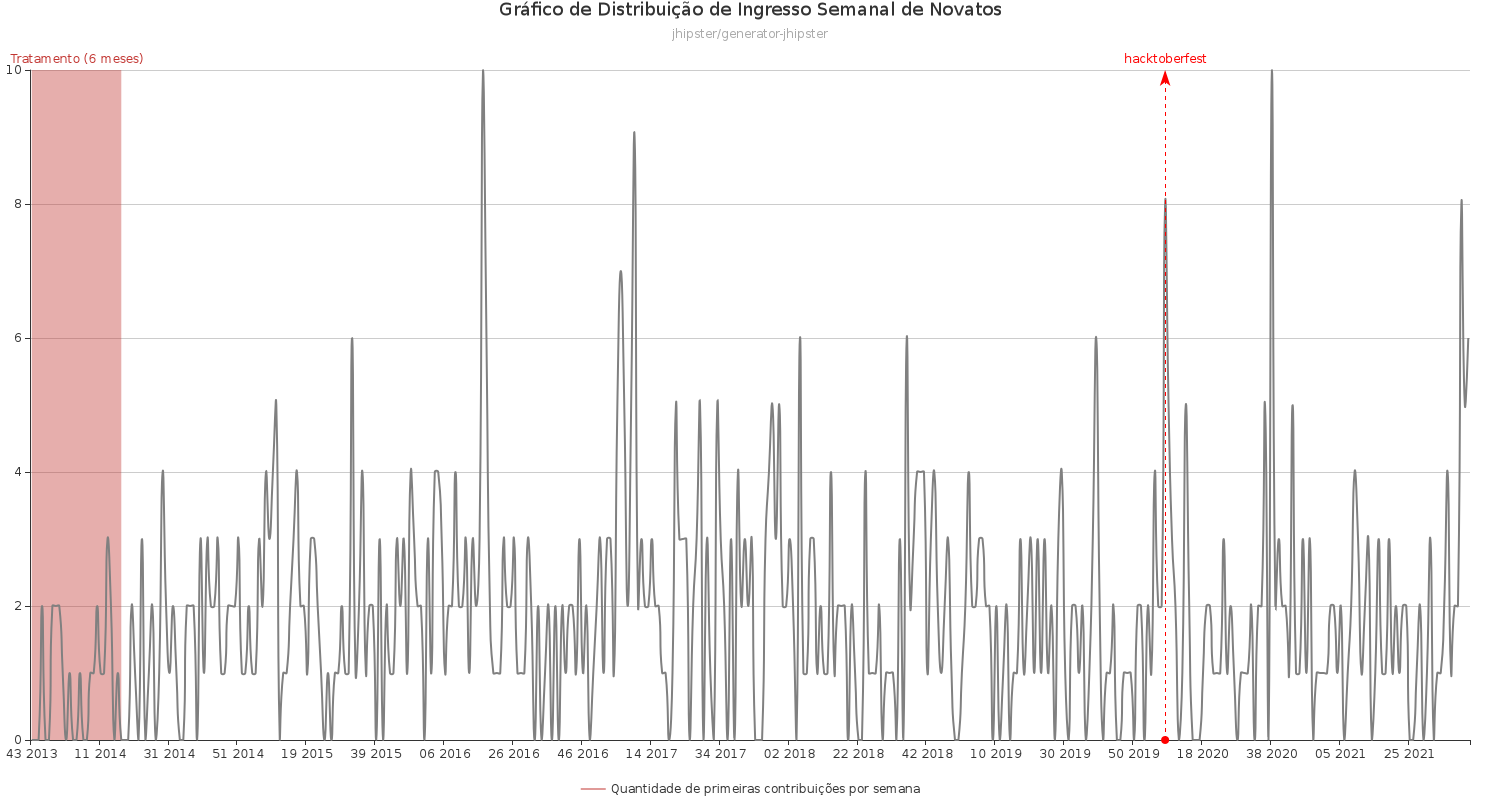 Gráfico de Distribuição de Ingresso Semanal de Novatos
jhipster/generator-jhipster
Tratamento (6 meses)
hacktoberfest
10
8
6
4
2
0
43 2013 11 2014 31 2014 51 2014 19 2015 39 2015 06 2016 26 2016 46 2016 14 2017 34 2017 02 2018 22 2018 42 2018 10 2019 30 2019 50 2019 18 2020 38 2020 05 2021 25 2021
Quantidade de primeiras contribuições por semana